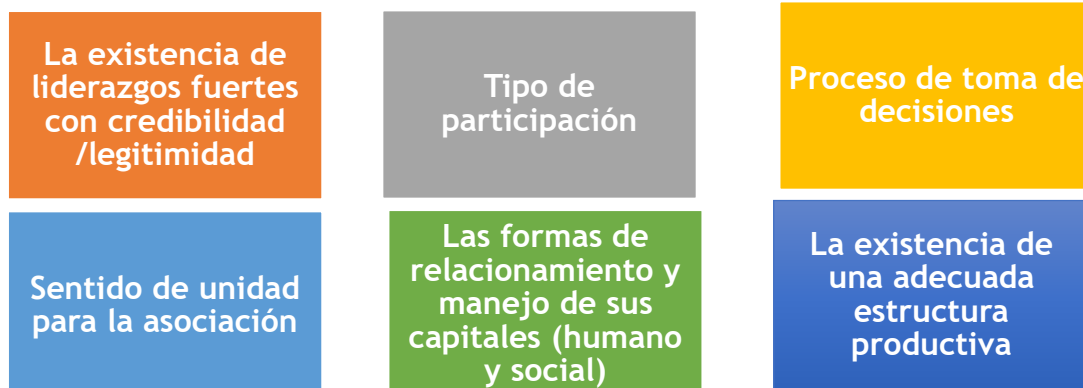 La existencia de
liderazgos fuertes
con credibilidad
/legitimidad
Tipo de
participación
Proceso de toma de
decisiones
Sentido de unidad
para la asociación
Las formas de
relacionamiento y
manejo de sus
capitales (humano
y social)
La existencia de
una adecuada
estructura
productiva